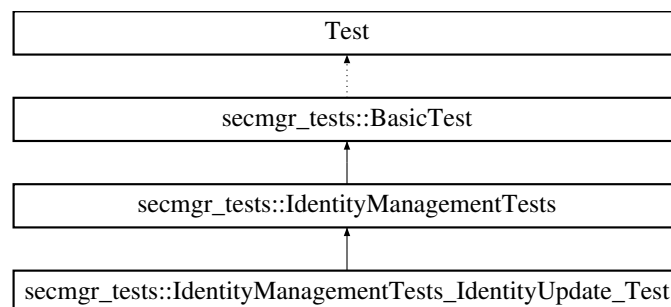 Test
secmgr_tests::BasicTest
secmgr_tests::IdentityManagementTests
secmgr_tests::IdentityManagementTests_IdentityUpdate_Test